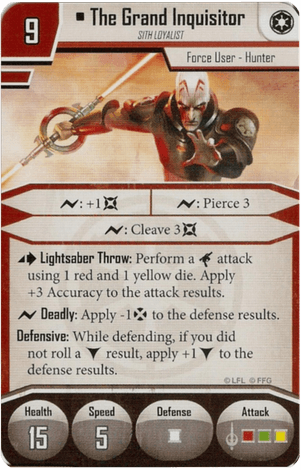 9
The Grand Inquisitor
SITH LOYALIST
Force User - Hunter
: +1
: Pierce 3
: Cleave 3
Lightsaber Throw: Perform a attack
using 1 red and 1 yellow die. Apply
+3 Accuracy to the attack results.
Deadly: Apply -1 to the defense results.
Defensive: While defending, if you did
not roll a result, apply +1 to the
defense results.
©LFL ©FFG
Health Speed Defense Attack
15 5